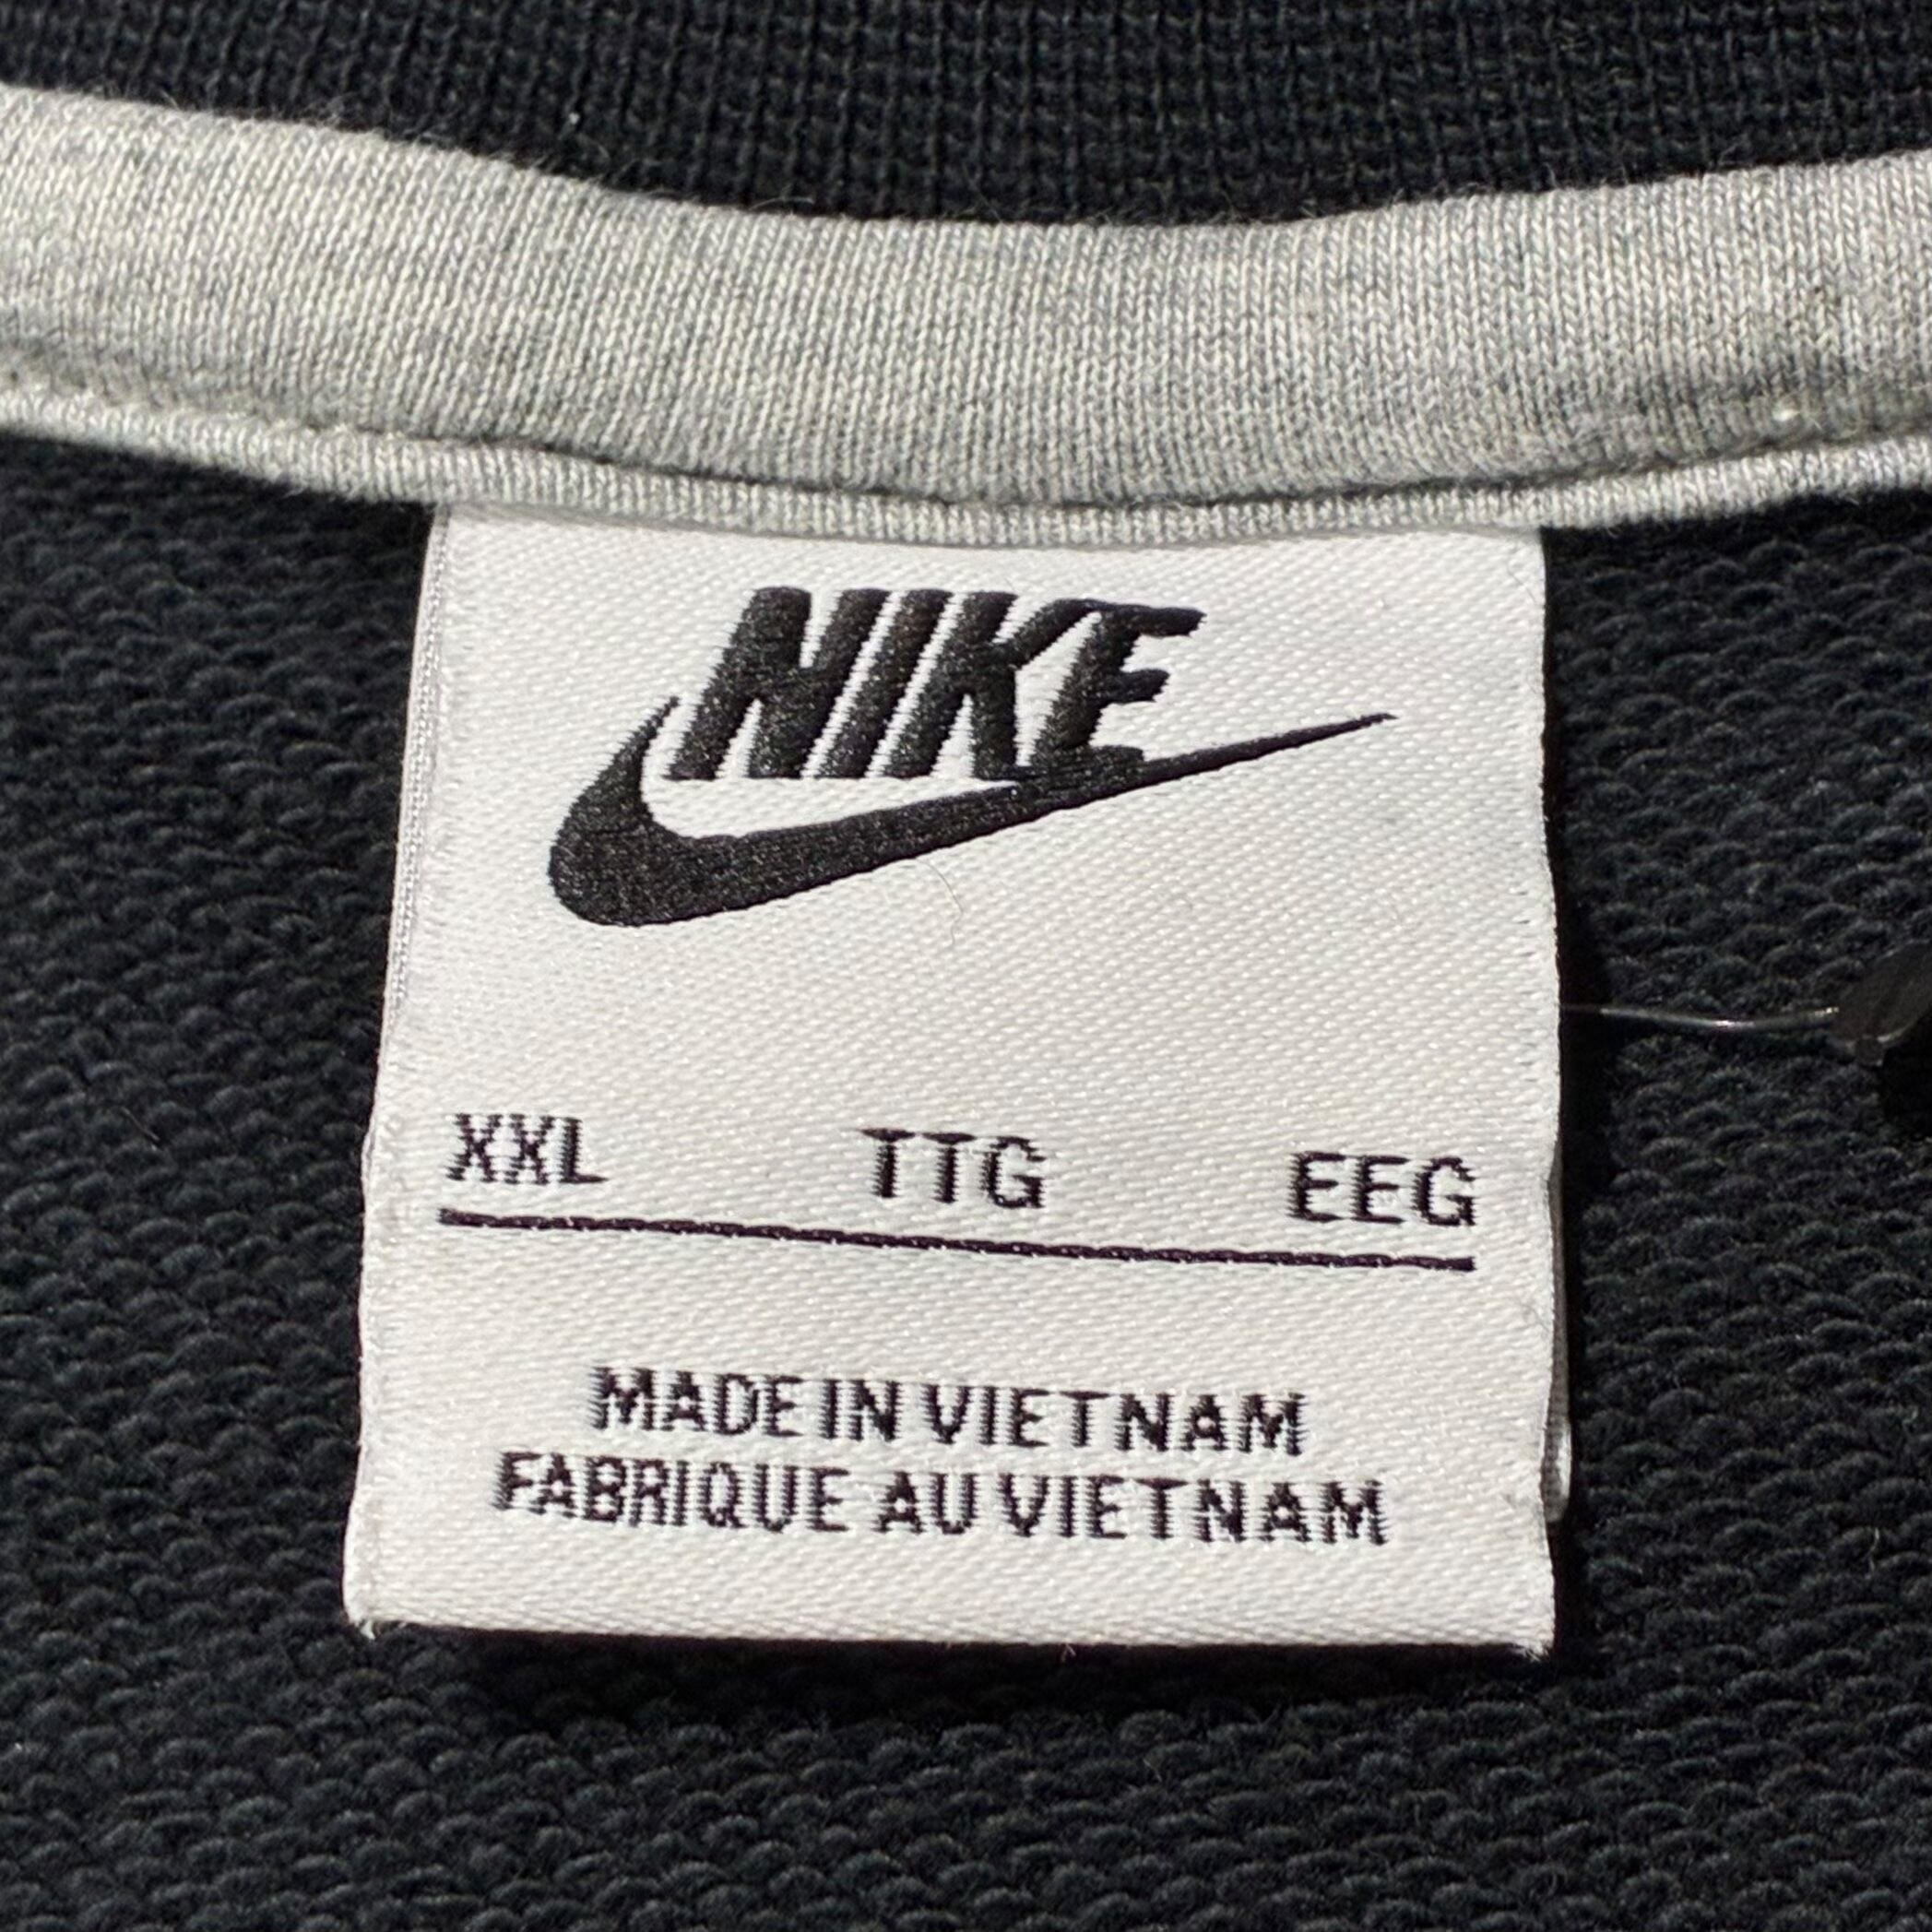 NIKE
XXL TTG EEG
MADE IN VIETNAM
FABRIQUE AU VIETNAM